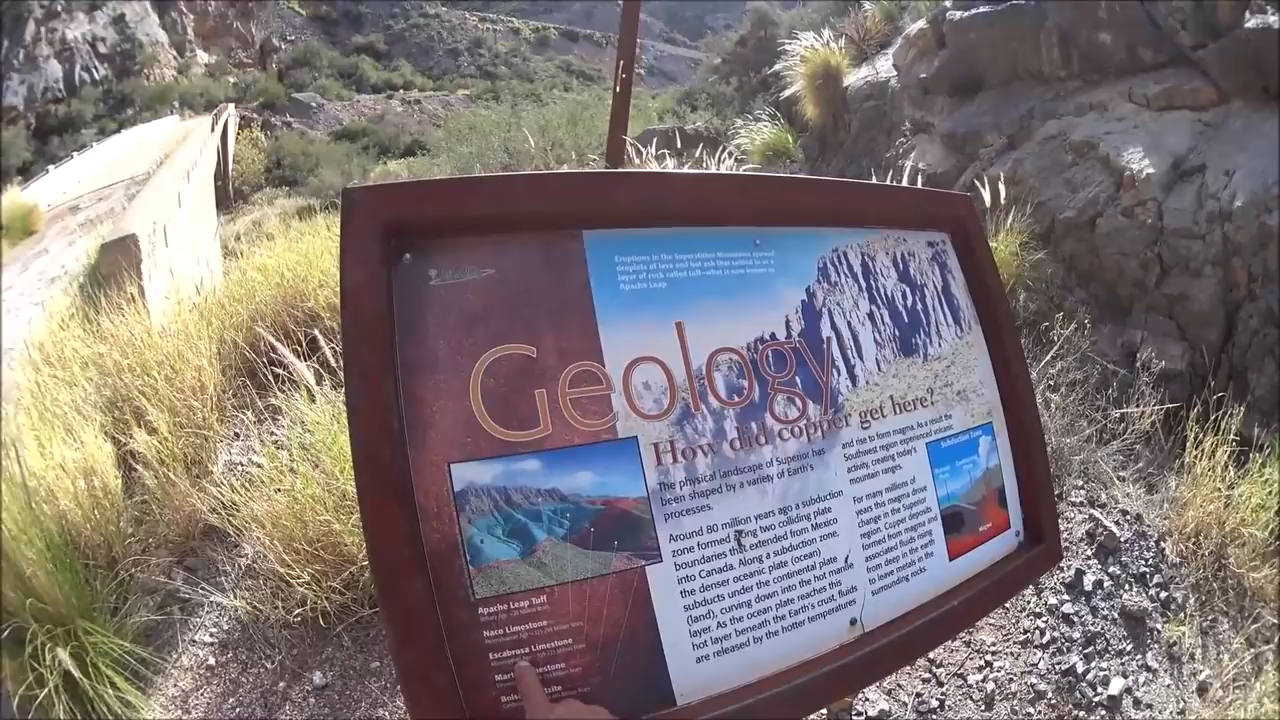 Eruptions in the Superstition Mountains spewed
droplets of lava and hot ash that settled in as a
layer of rock called tuff—what is now known as
Apache Leap.
Geology
How did copper get here?
The physical landscape of Superior has
been shaped by a variety of Earth's
processes.
Around 80 million years ago a subduction
zone formed along two colliding plate
boundaries that extended from Mexico
into Canada. Along a subduction zone,
the denser oceanic plate (ocean)
subducts under the continental plate
(land), curving down into the hot mantle
layer. As the ocean plate reaches this
hot layer beneath the Earth's crust, fluids
are released by the hotter temperatures
and rise to form magma. As a result the
Southwest region experienced volcanic
activity, creating today's
mountain ranges.
For many millions of
years this magma drove
change in the Superior
region. Copper deposits
formed from magma and
associated fluids rising
from deep in the earth
to leave metals in the
surrounding rocks.
Subduction Zone
Magma
Apache Leap Tuff
Naco Limestone
Escabrosa Limestone